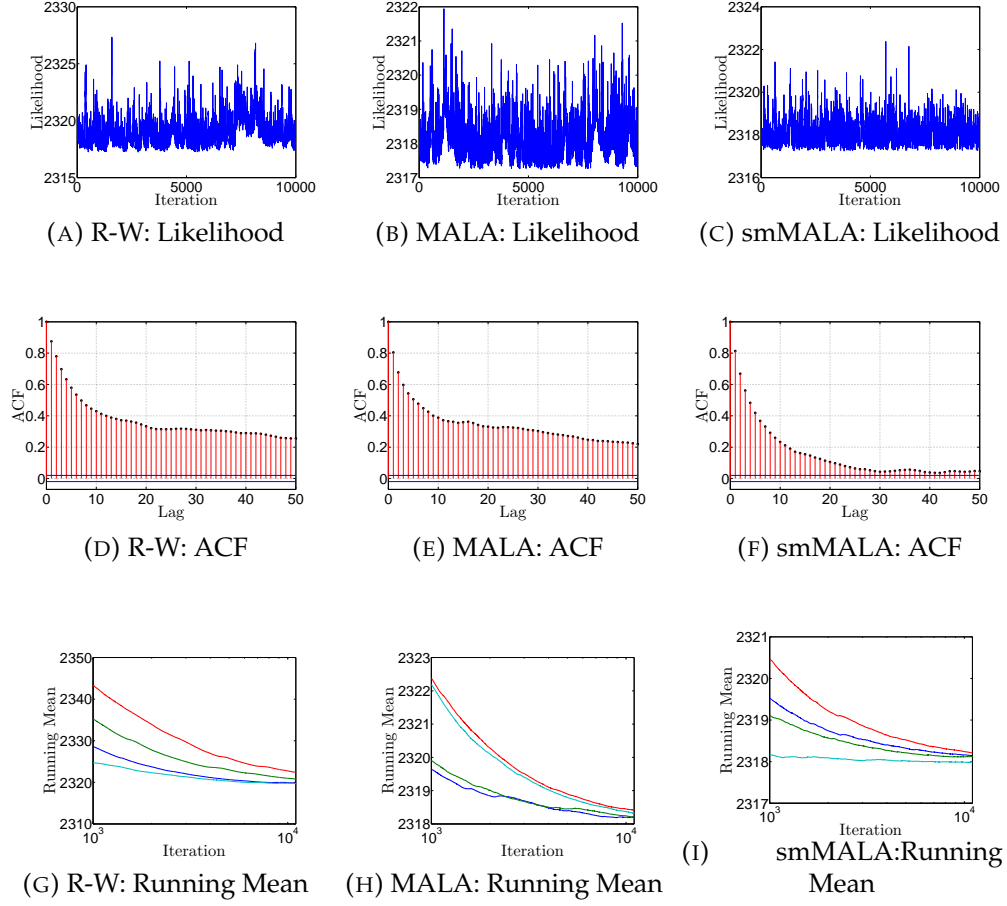 2330
2325
2320
2315
Likelihood
0 5000 10000
Iteration
(A) R-W: Likelihood
2322
2321
2320
2319
2318
2317
Likelihood
0 5000 10000
Iteration
(B) MALA: Likelihood
2324
2322
2320
2318
2316
Likelihood
0 5000 10000
Iteration
(C) smMALA: Likelihood
1
0.8
0.6
0.4
0.2
0
ACF
0 10 20 30 40 50
Lag
(D) R-W: ACF
1
0.8
0.6
0.4
0.2
0
ACF
0 10 20 30 40 50
Lag
(E) MALA: ACF
1
0.8
0.6
0.4
0.2
0
ACF
0 10 20 30 40 50
Lag
(F) smMALA: ACF
2350
2340
2330
2320
2310
Running Mean
10³ 10⁴
Iteration
(G) R-W: Running Mean
2323
2322
2321
2320
2319
2318
Running Mean
10³ 10⁴
Iteration
(H) MALA: Running Mean
2321
2320
2319
2318
2317
Running Mean
10³ 10⁴
Iteration
(I) smMALA:Running
Mean